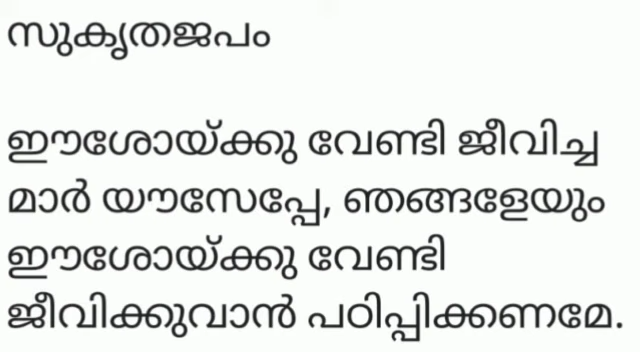 സുകൃതജപം
ഈശോയ്ക്കു വേണ്ടി ജീവിച്ച
മാർ യൗസേപ്പേ, ഞങ്ങളേയും
ഈശോയ്ക്കു വേണ്ടി
ജീവിക്കുവാൻ പഠിപ്പിക്കണമേ.